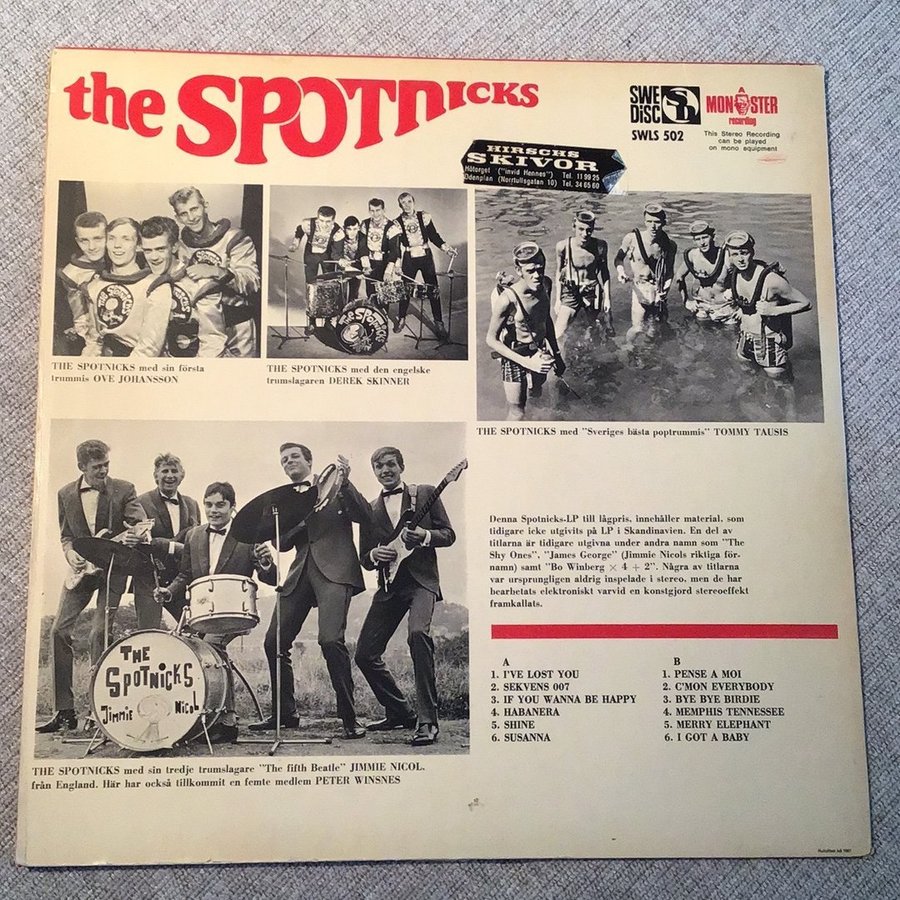 the SPOTNICKS
SWE
DISC
SD
A
MONSTER
recording
SWLS 502
This Stereo Recording
can be played
on mono equipment
HIRSCHS
SKIVOR
Hötorget ("invid Hennes") Tel. 11 99 25
Odenplan (Norrtullsgatan 10) Tel. 34 65 60
THE SPOTNICKS
THE SPOTNICKS med sin första
trummis OVE JOHANSSON
THE SPOTNICKS med den engelske
trumslagaren DEREK SKINNER
THE SPOTNICKS med "Sveriges bästa poptrummis" TOMMY TAUSIS
THE
SPOTNICKS
Jimmie Nicol
THE SPOTNICKS med sin tredje trumslagare "The fifth Beatle" JIMMIE NICOL.
från England. Här har också tillkommit en femte medlem PETER WINSNES
Denna Spotnicks-LP till lågpris, innehåller material, som
tidigare icke utgivits på LP i Skandinavien. En del av
titlarna är tidigare utgivna under andra namn som "The
Shy Ones", "James George" (Jimmie Nicols riktiga för-
namn) samt "Bo Winberg × 4 + 2". Några av titlarna
var ursprungligen aldrig inspelade i stereo, men de har
bearbetats elektroniskt varvid en konstgjord stereoeffekt
framkallats.
A
1. I'VE LOST YOU
2. SEKVENS 007
3. IF YOU WANNA BE HAPPY
4. HABANERA
5. SHINE
6. SUSANNA
B
1. PENSE A MOI
2. C'MON EVERYBODY
3. BYE BYE BIRDIE
4. MEMPHIS TENNESSEE
5. MERRY ELEPHANT
6. I GOT A BABY